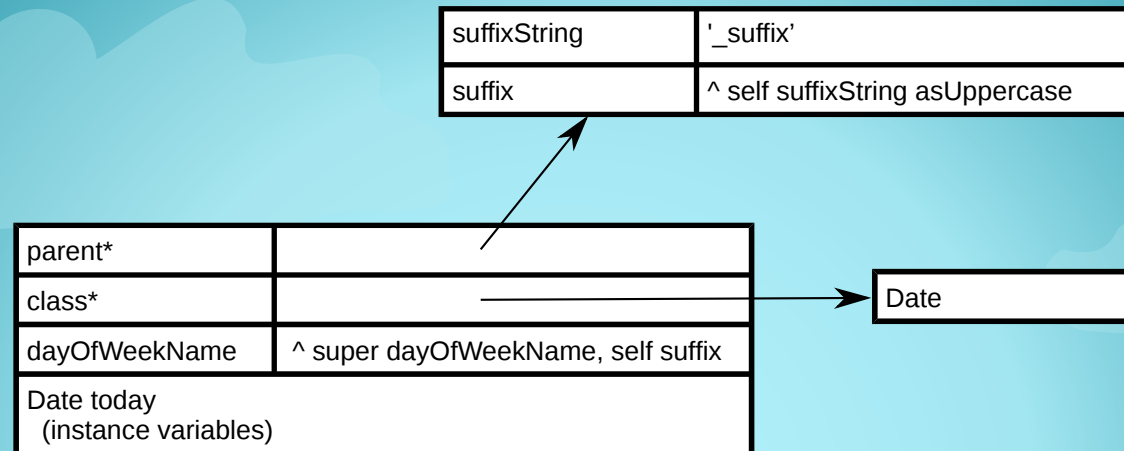 suffixString '_suffix’
suffix ^ self suffixString asUppercase
parent*
class*
Date
dayOfWeekName ^ super dayOfWeekName, self suffix
Date today
(instance variables)